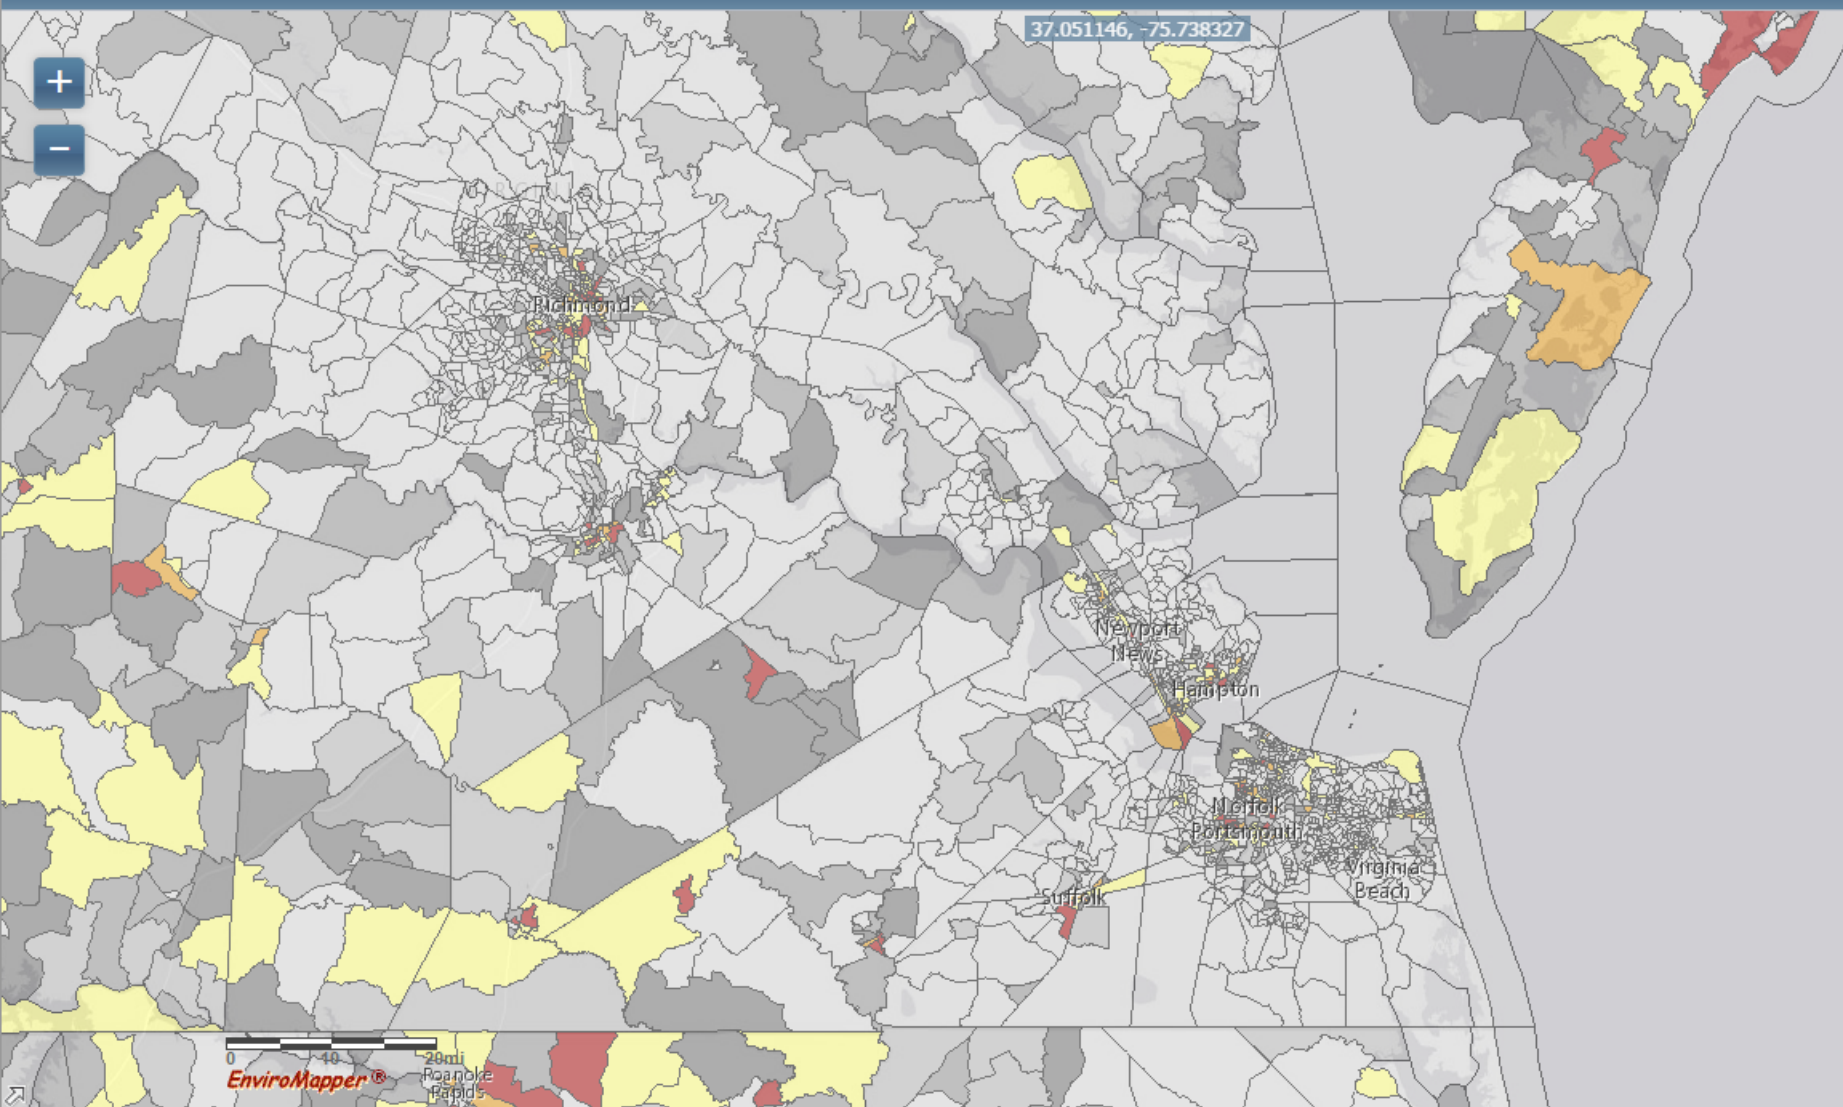 37.051146, -75.738327
+
−
VIRGINIA
Richmond
Newport
News
Hampton
Norfolk
Portsmouth
Virginia
Beach
Suffolk
0 10 20mi
EnviroMapper ®
Roanoke
Rapids